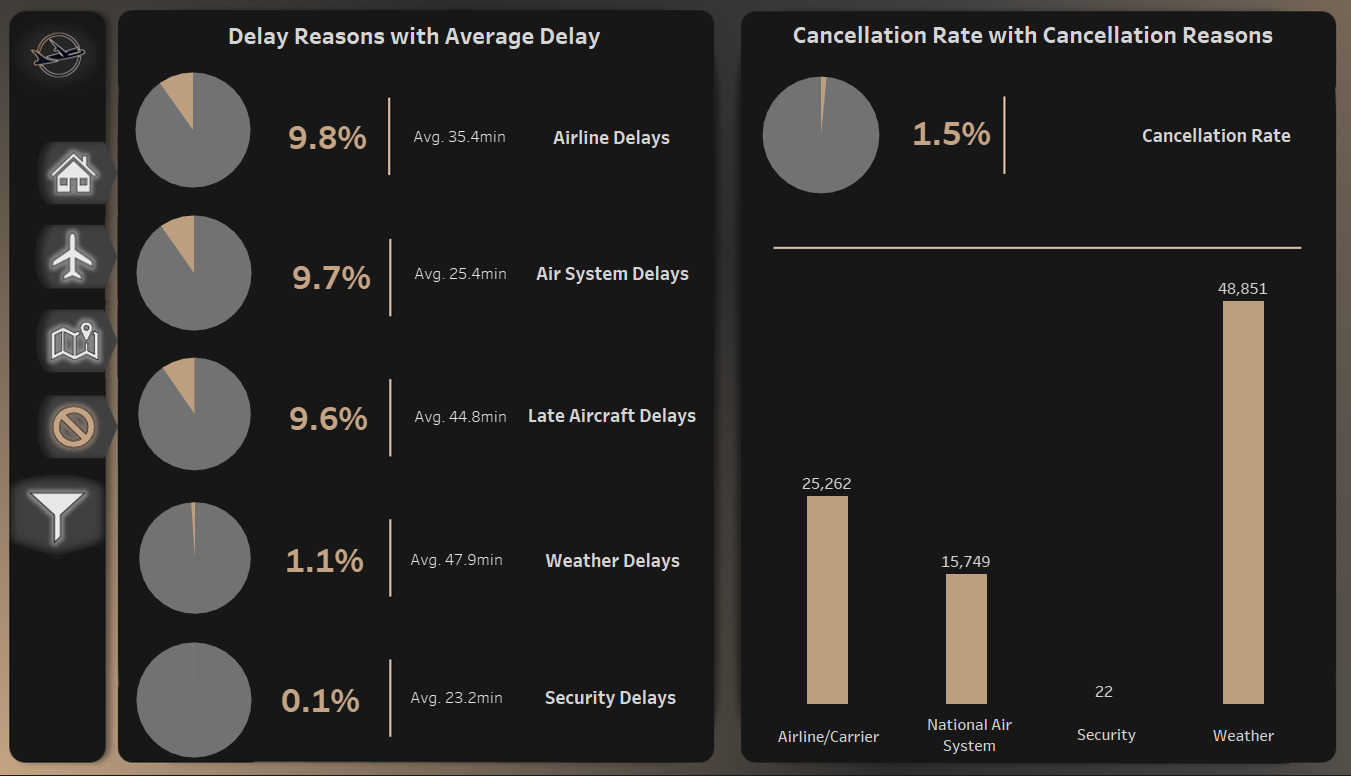 Delay Reasons with Average Delay
9.8%
Avg. 35.4min
Airline Delays
9.7%
Avg. 25.4min
Air System Delays
9.6%
Avg. 44.8min
Late Aircraft Delays
1.1%
Avg. 47.9min
Weather Delays
0.1%
Avg. 23.2min
Security Delays
Cancellation Rate with Cancellation Reasons
1.5%
Cancellation Rate
48,851
25,262
15,749
22
Airline/Carrier
National Air
System
Security
Weather